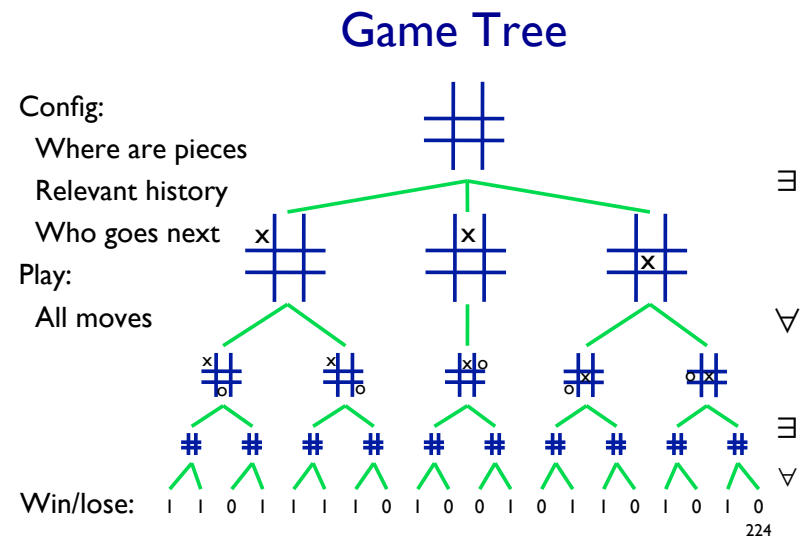 Game Tree
Config:
Where are pieces
Relevant history
∃
Who goes next
x
x
x
Play:
All moves
∀
x
o
x
o
x o
x
o
o x
∃
∀
Win/lose: 1 1 0 1 1 1 1 0 1 0 0 1 0 1 1 0 1 0 1 0
224